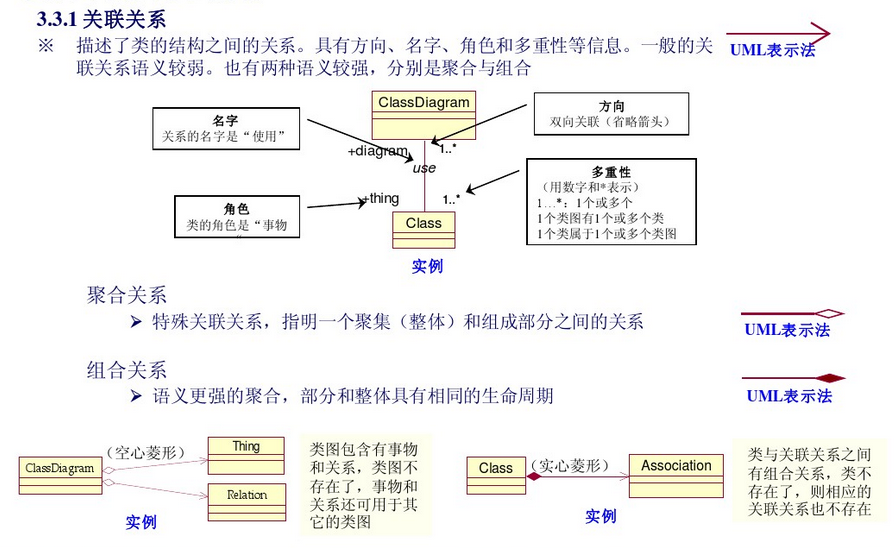 3.3.1 关联关系
※ 描述了类的结构之间的关系。具有方向、名字、角色和多重性等信息。一般的关
联关系语义较弱。也有两种语义较强，分别是聚合与组合
UML表示法
ClassDiagram
名字
关系的名字是“使用”
方向
双向关联（省略箭头）
+diagram
1..*
use
多重性
（用数字和*表示）
1…*：1个或多个
1个类图有1个或多个类
1个类属于1个或多个类图
角色
类的角色是“事物
”
+thing
1..*
Class
实例
聚合关系
➢ 特殊关联关系，指明一个聚集（整体）和组成部分之间的关系
UML表示法
组合关系
➢ 语义更强的聚合，部分和整体具有相同的生命周期
UML表示法
ClassDiagram
（空心菱形）
Thing
Relation
实例
类图包含有事物
和关系，类图不
存在了，事物和
关系还可用于其
它的类图
Class
（实心菱形）
Association
实例
类与关联关系之间
有组合关系，类不
存在了，则相应的
关联关系也不存在